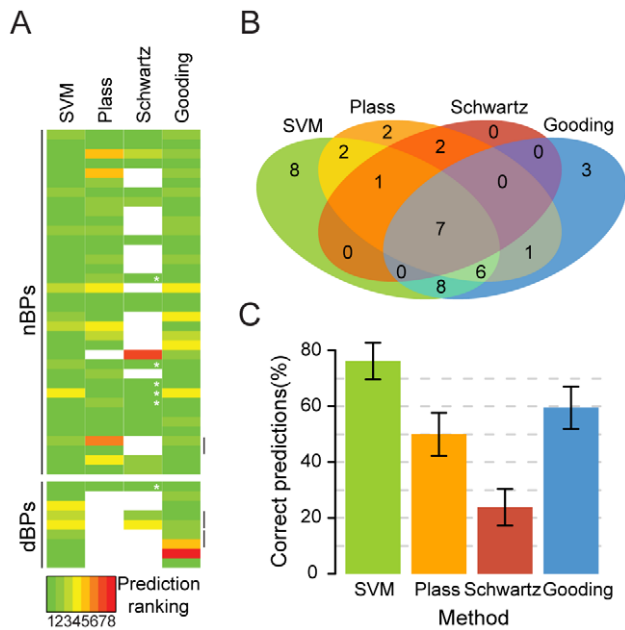 A
SVM
Plass
Schwartz
Gooding
nBPs
*
*
*
*
dBPs
*
Prediction
ranking
12345678
B
SVM
Plass
Schwartz
Gooding
8
2
2
2
0
0
3
1
0
7
0
0
8
6
1
C
Correct predictions(%)
80
60
40
20
0
SVM
Plass
Schwartz
Gooding
Method